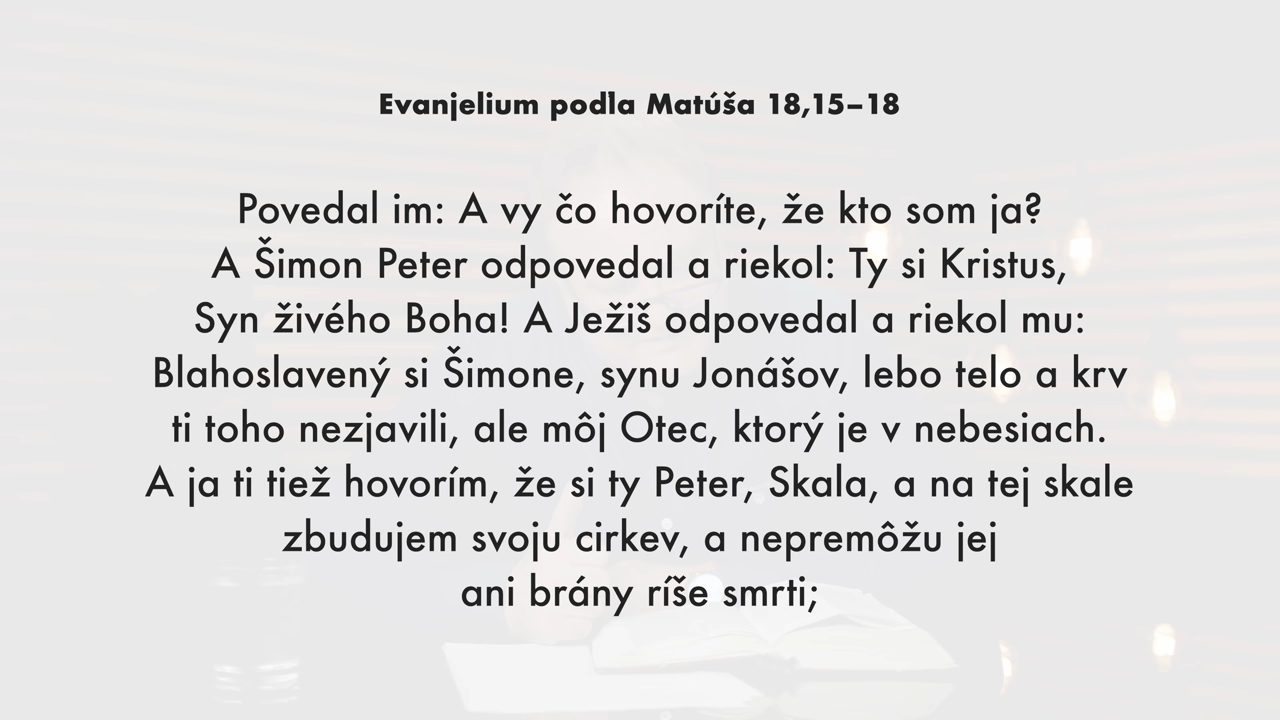 Evanjelium podľa Matúša 18,15–18
Povedal im: A vy čo hovoríte, že kto som ja?
A Šimon Peter odpovedal a riekol: Ty si Kristus,
Syn živého Boha! A Ježiš odpovedal a riekol mu:
Blahoslavený si Šimone, synu Jonášov, lebo telo a krv
ti toho nezjavili, ale môj Otec, ktorý je v nebesiach.
A ja ti tiež hovorím, že si ty Peter, Skala, a na tej skale
zbudujem svoju cirkev, a nepremôžu jej
ani brány ríše smrti;